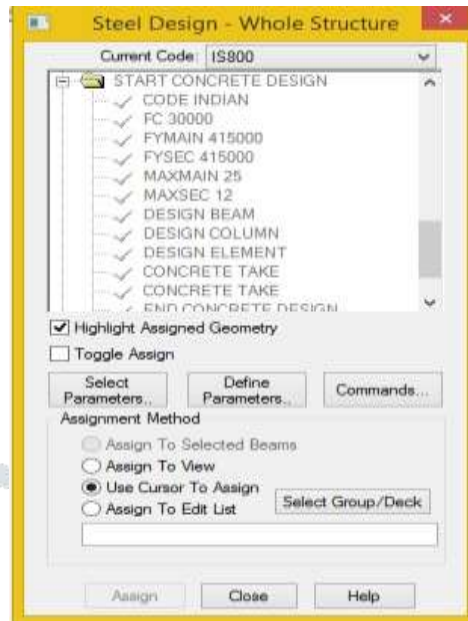 Steel Design - Whole Structure
Current Code: IS800
START CONCRETE DESIGN
CODE INDIAN
FC 30000
FYMAIN 415000
FYSEC 415000
MAXMAIN 25
MAXSEC 12
DESIGN BEAM
DESIGN COLUMN
DESIGN ELEMENT
CONCRETE TAKE
CONCRETE TAKE
END CONCRETE DESIGN
Highlight Assigned Geometry
Toggle Assign
Select Parameters..
Define Parameters..
Commands...
Assignment Method
Assign To Selected Beams
Assign To View
Use Cursor To Assign
Assign To Edit List
Select Group/Deck
Assign
Close
Help